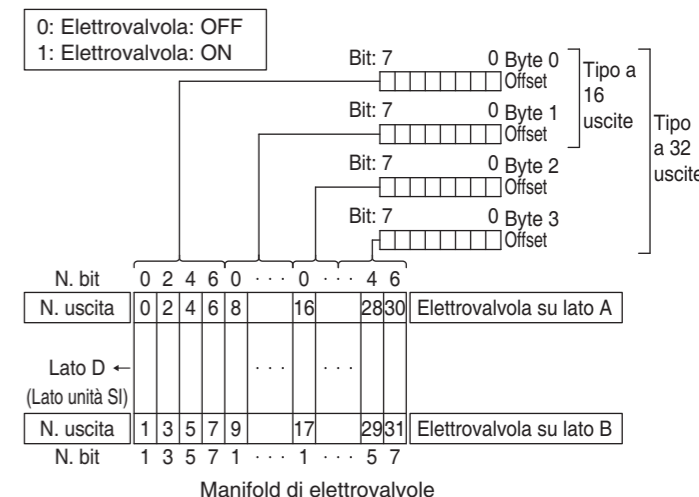 0: Elettrovalvola: OFF
1: Elettrovalvola: ON
Bit: 7 0 Byte 0
Offset
Bit: 7 0 Byte 1
Offset
Bit: 7 0 Byte 2
Offset
Bit: 7 0 Byte 3
Offset
Tipo a
16
uscite
Tipo
a 32
uscite
N. bit 0 2 4 6 0 · · · 0 · · · 4 6
N. uscita 0 2 4 6 8 16 28 30 Elettrovalvola su lato A
Lato D ← · · · · · ·
(Lato unità SI)
N. uscita 1 3 5 7 9 17 29 31 Elettrovalvola su lato B
N. bit 1 3 5 7 1 · · · 1 · · · 5 7
Manifold di elettrovalvole